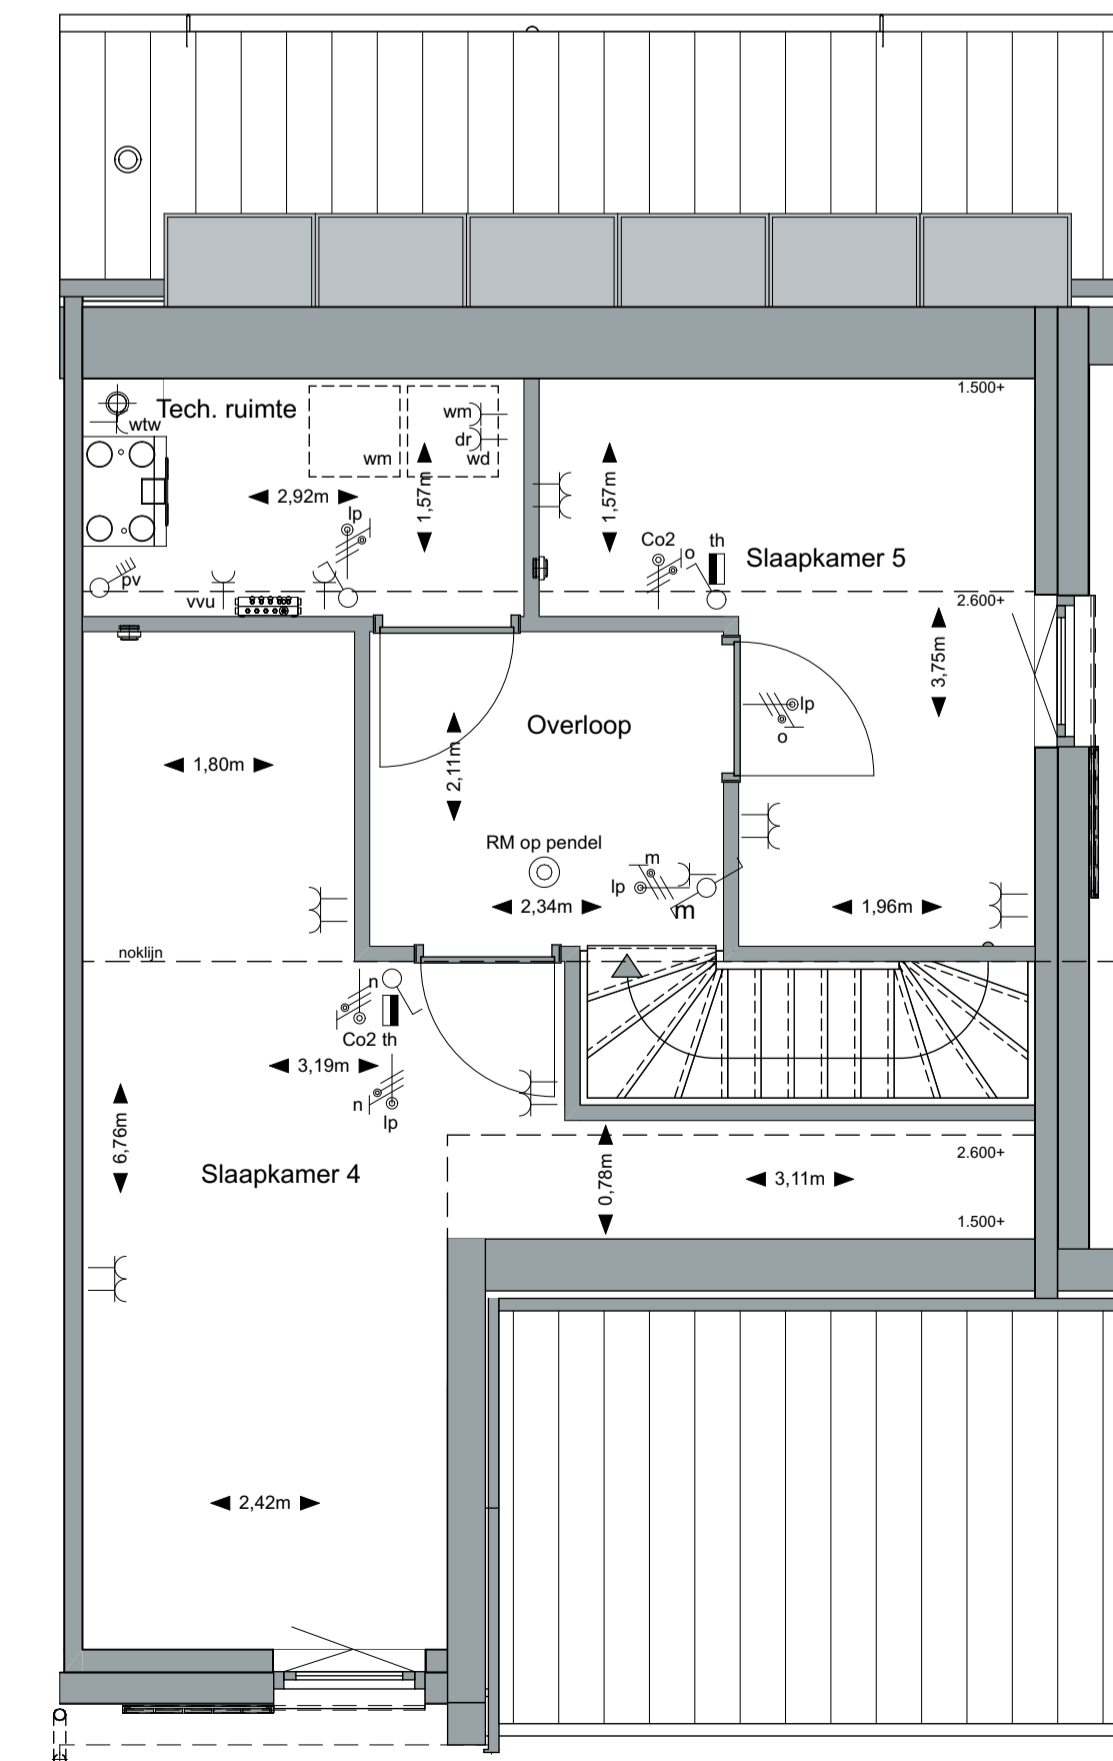 1.500+
Tech. ruimte
wtw
wm
dr
wm
wd
2,92m
1,57m
1,57m
lp
Co2
o
th
Slaapkamer 5
pv
vvu
2.600+
3,75m
lp
o
Overloop
2,11m
1,80m
RM op pendel
m
lp
m
2,34m
1,96m
noklijn
n
Co2 th
3,19m
n
lp
6,76m
Slaapkamer 4
2.600+
0,78m
3,11m
1.500+
2,42m